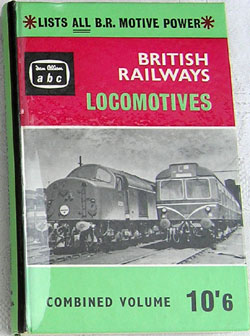 *LISTS ALL B.R. MOTIVE POWER*
Ian Allan
abc
BRITISH
RAILWAYS
LOCOMOTIVES
COMBINED VOLUME 10'6